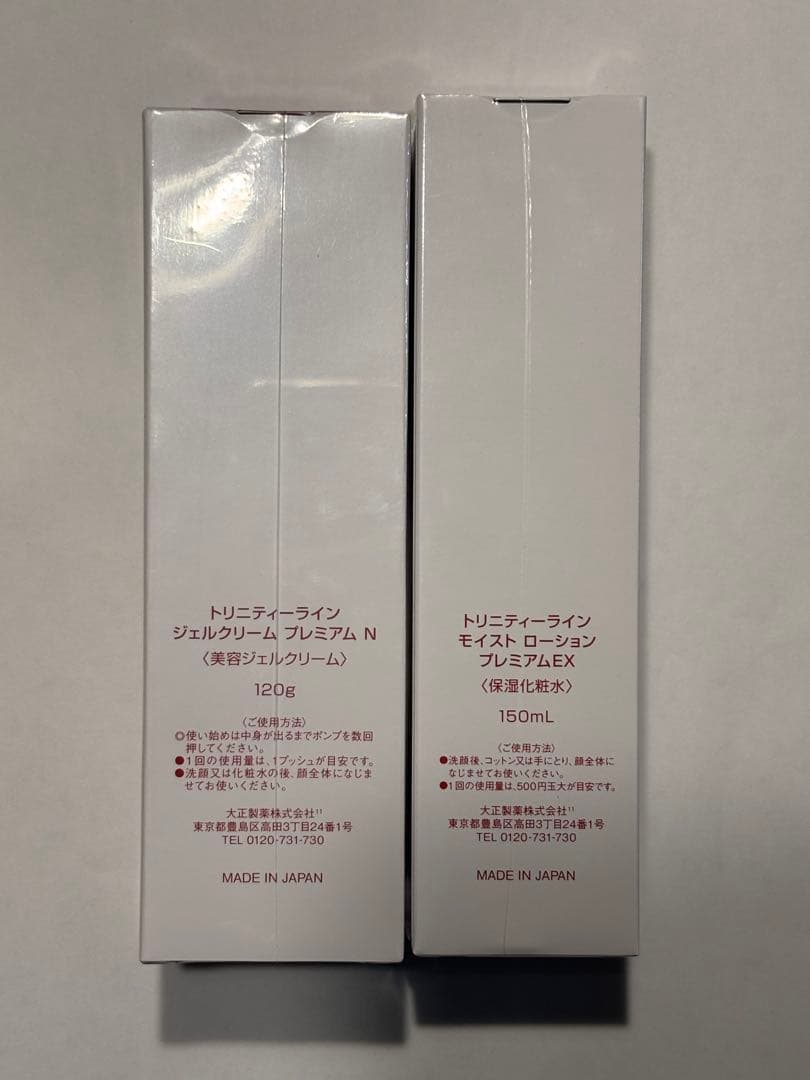 トリニティーライン
ジェルクリーム プレミアム N
〈美容ジェルクリーム〉
120g
〈ご使用方法〉
◎使い始めは中身が出るまでポンプを数回
押してください。
●1回の使用量は、1プッシュが目安です。
●洗顔又は化粧水の後、顔全体になじま
せてお使いください。
大正製薬株式会社¹¹
東京都豊島区高田3丁目24番1号
TEL 0120-731-730
MADE IN JAPAN
トリニティーライン
モイスト ローション
プレミアムEX
〈保湿化粧水〉
150mL
〈ご使用方法〉
●洗顔後、コットン又は手にとり、顔全体に
なじませてお使いください。
●1回の使用量は、500円玉大が目安です。
大正製薬株式会社¹¹
東京都豊島区高田3丁目24番1号
TEL 0120-731-730
MADE IN JAPAN